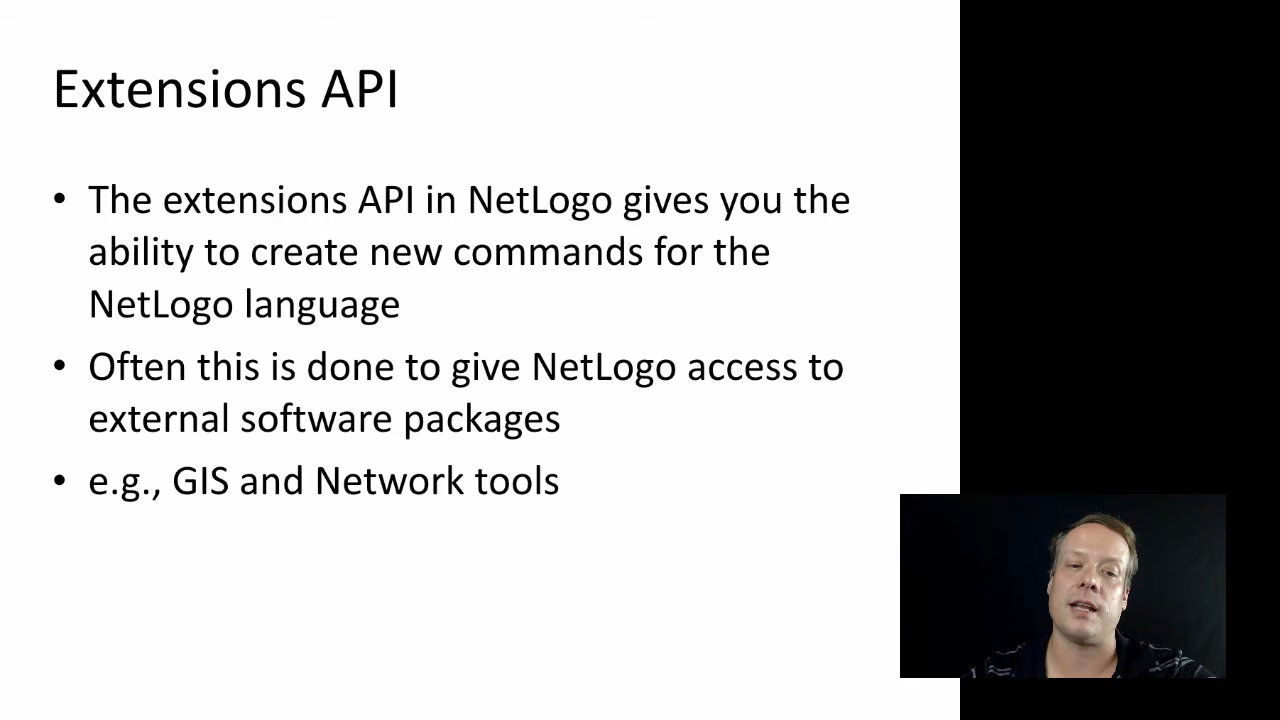 Extensions API
• The extensions API in NetLogo gives you the
ability to create new commands for the
NetLogo language
• Often this is done to give NetLogo access to
external software packages
• e.g., GIS and Network tools